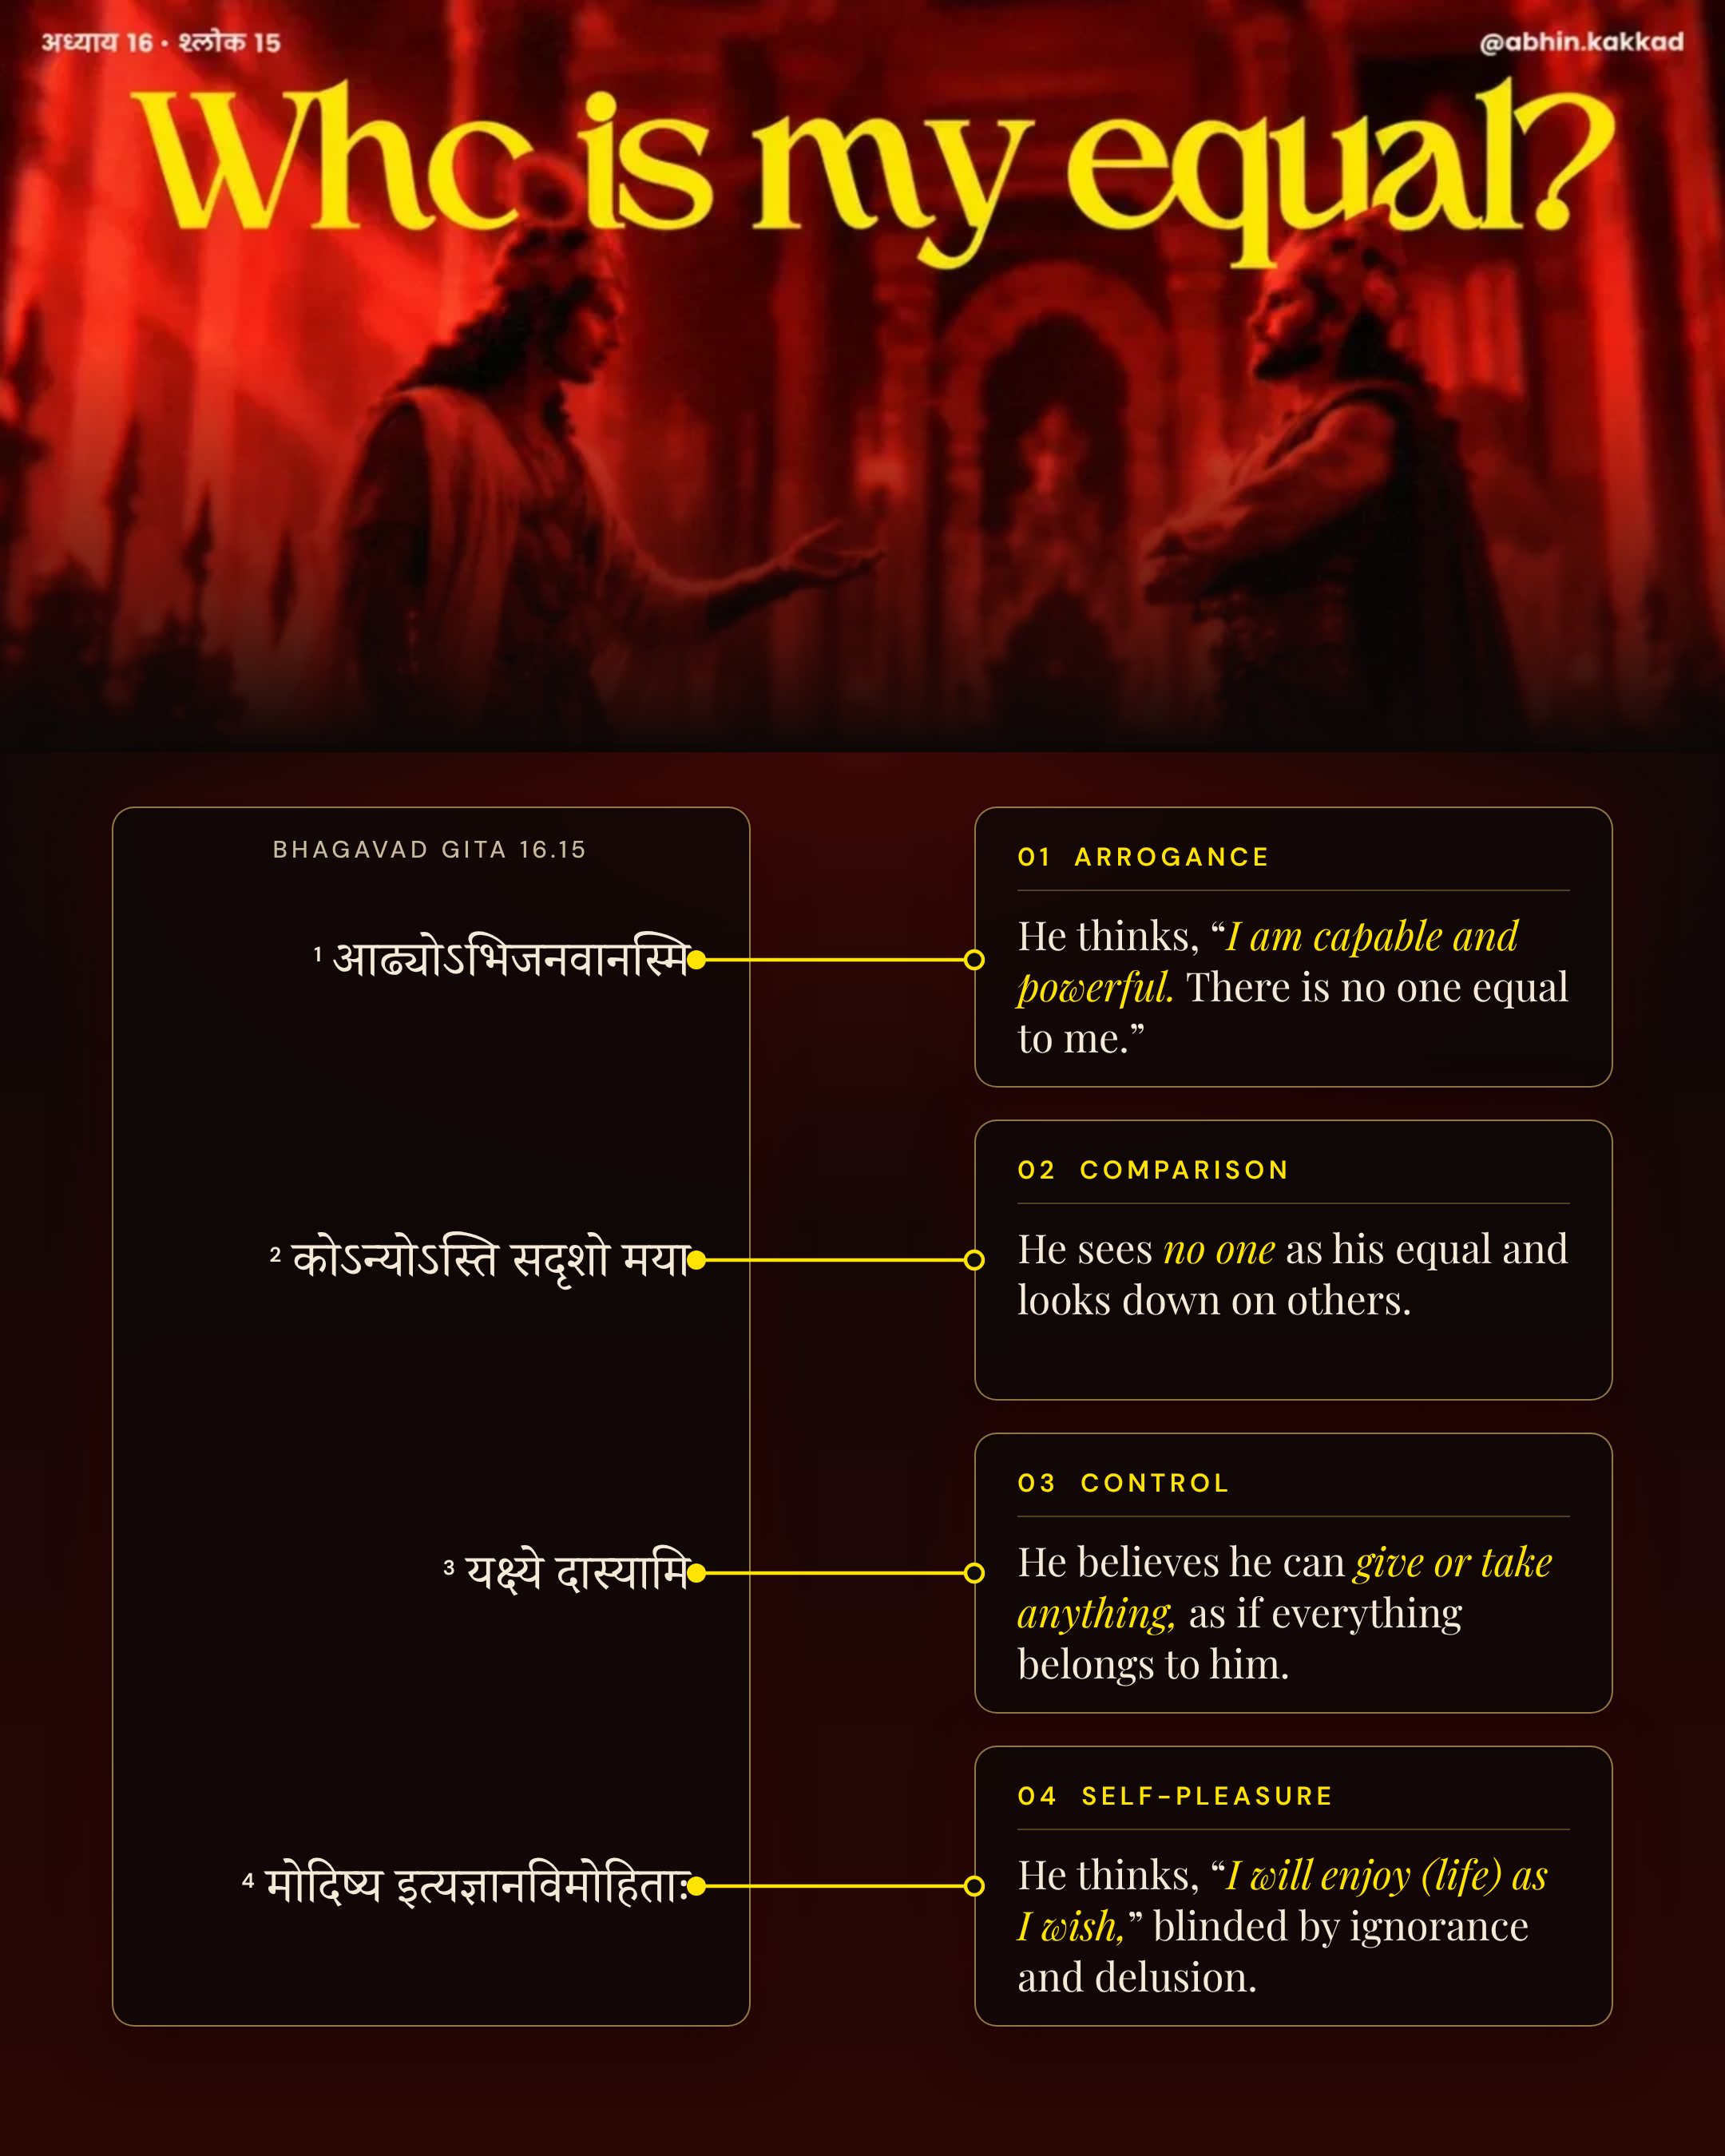 अध्याय 16 • श्लोक 15
@abhin.kakkad
Who is my equal?
BHAGAVAD GITA 16.15
1 आढ्योऽभिजनवानस्मि
2 कोऽन्योऽस्ति सदृशो मया
3 यक्ष्ये दास्यामि
4 मोदिष्य इत्यज्ञानविमोहिताः
01 ARROGANCE
He thinks, “I am capable and
powerful. There is no one equal
to me.”
02 COMPARISON
He sees no one as his equal and
looks down on others.
03 CONTROL
He believes he can give or take
anything, as if everything
belongs to him.
04 SELF-PLEASURE
He thinks, “I will enjoy (life) as
I wish,” blinded by ignorance
and delusion.